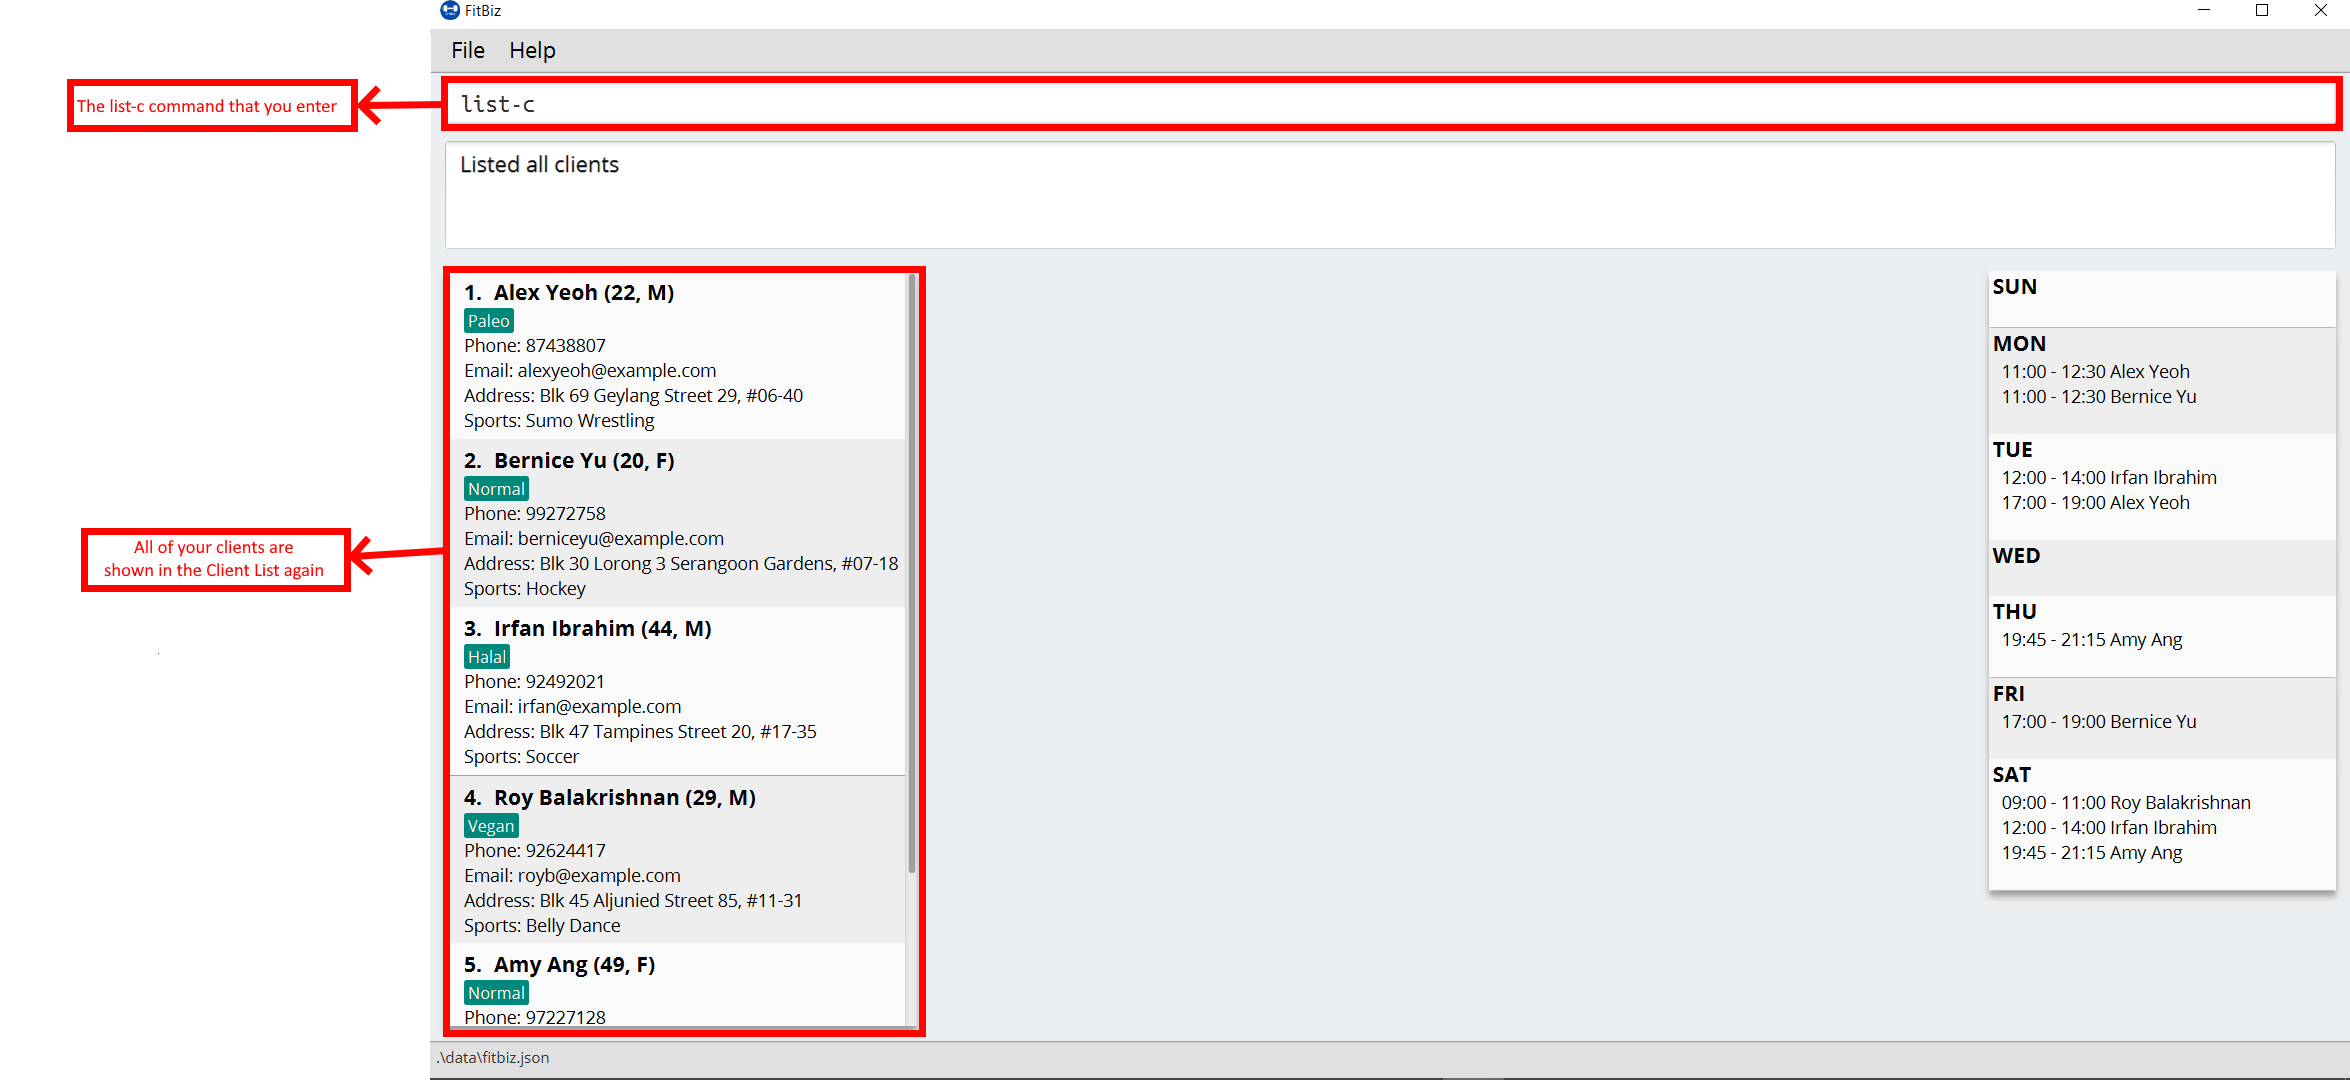 FitBiz
File Help
The list-c command that you enter
list-c
Listed all clients
All of your clients are
shown in the Client List again
1. Alex Yeoh (22, M)
Paleo
Phone: 87438807
Email: alexyeoh@example.com
Address: Blk 69 Geylang Street 29, #06-40
Sports: Sumo Wrestling
2. Bernice Yu (20, F)
Normal
Phone: 99272758
Email: berniceyu@example.com
Address: Blk 30 Lorong 3 Serangoon Gardens, #07-18
Sports: Hockey
3. Irfan Ibrahim (44, M)
Halal
Phone: 92492021
Email: irfan@example.com
Address: Blk 47 Tampines Street 20, #17-35
Sports: Soccer
4. Roy Balakrishnan (29, M)
Vegan
Phone: 92624417
Email: royb@example.com
Address: Blk 45 Aljunied Street 85, #11-31
Sports: Belly Dance
5. Amy Ang (49, F)
Normal
Phone: 97227128
SUN
MON
11:00 - 12:30 Alex Yeoh
11:00 - 12:30 Bernice Yu
TUE
12:00 - 14:00 Irfan Ibrahim
17:00 - 19:00 Alex Yeoh
WED
THU
19:45 - 21:15 Amy Ang
FRI
17:00 - 19:00 Bernice Yu
SAT
09:00 - 11:00 Roy Balakrishnan
12:00 - 14:00 Irfan Ibrahim
19:45 - 21:15 Amy Ang
.\data\fitbiz.json